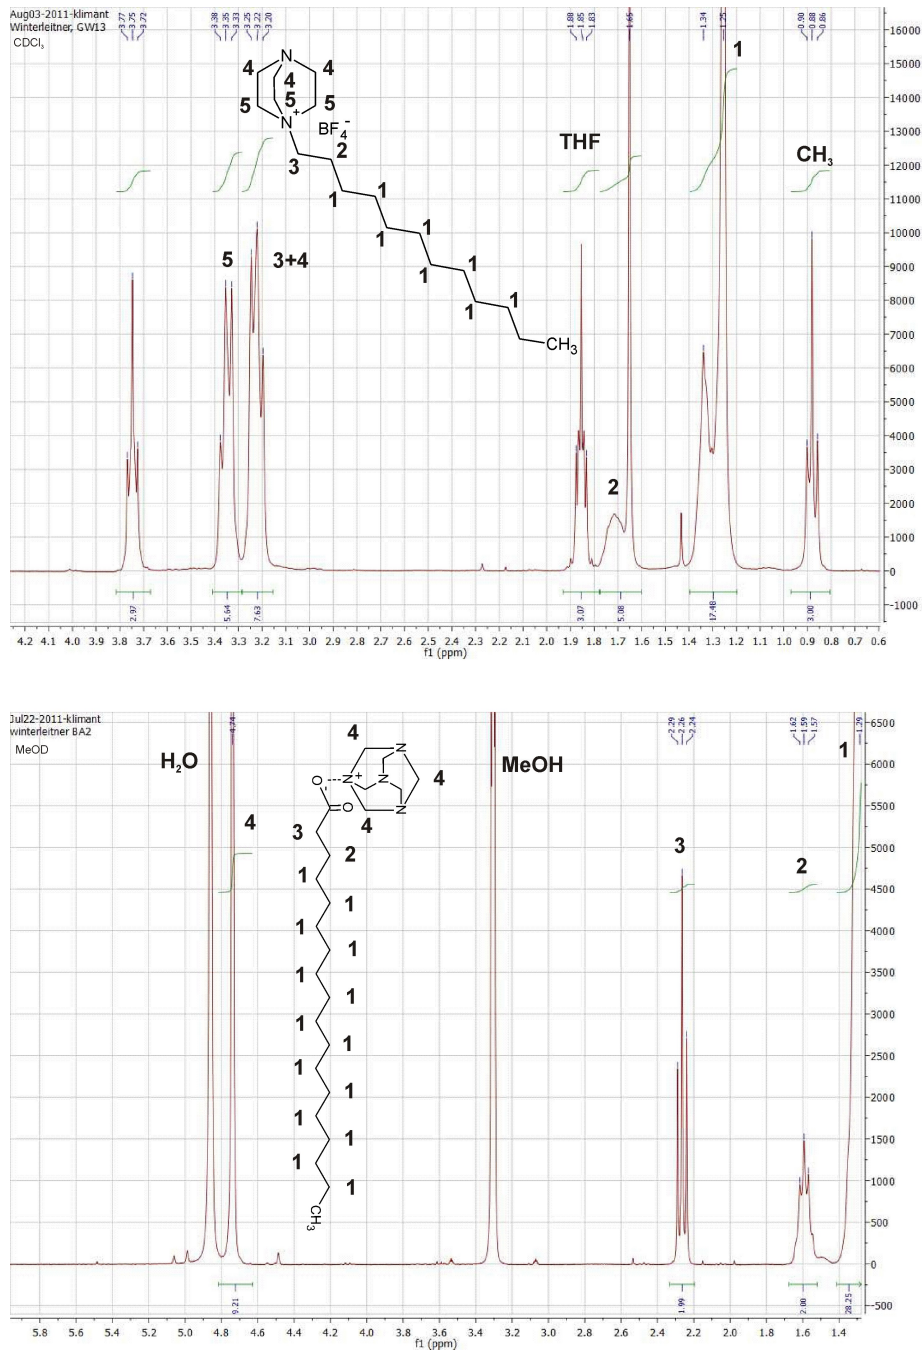 Aug03-2011-klimant
Winterleitner, GW13
CDCl₃
3.77 3.75 3.72 3.38 3.35 3.33 3.25 3.22 3.20 1.88 1.85 1.83 1.65 1.34 1.25 0.90 0.88 0.86
N
4 4 4
5 5 5
N+
BF₄⁻
3 2
1 1 1 1 1 1 1 1
CH₃
5 3+4 THF 2 1 CH₃
16000
15000
14000
13000
12000
11000
10000
9000
8000
7000
6000
5000
4000
3000
2000
1000
0
-1000
2.97 5.64 7.63 3.07 5.08 17.48 3.00
4.2 4.1 3.9 3.8 3.7 3.6 3.5 3.4 3.3 3.2 3.1 3.0 2.9 2.8 2.7 2.6 2.5 2.4 2.3 2.2 2.1 2.0 1.9 1.8 1.7 1.6 1.5 1.4 1.3 1.2 1.1 1.0 0.9 0.8 0.7 0.6
f1 (ppm)
Jul22-2011-klimant
winterleitner BA2
MeOD
4.74 2.29 2.26 2.24 1.62 1.59 1.57 1.29
H₂O 4 MeOH 3 2 1
4
N
O N+ N 4
O 4 N
3
2
1
1
1
1
1
1
1
1
1
1
1
1
1
1
CH₃
6500
6000
5500
5000
4500
4000
3500
3000
2500
2000
1500
1000
500
0
-500
9.21 1.99 2.00 28.25
5.8 5.6 5.4 5.2 5.0 4.8 4.6 4.4 4.2 4.0 3.8 3.6 3.4 3.2 3.0 2.8 2.6 2.4 2.2 2.0 1.8 1.6 1.4
f1 (ppm)